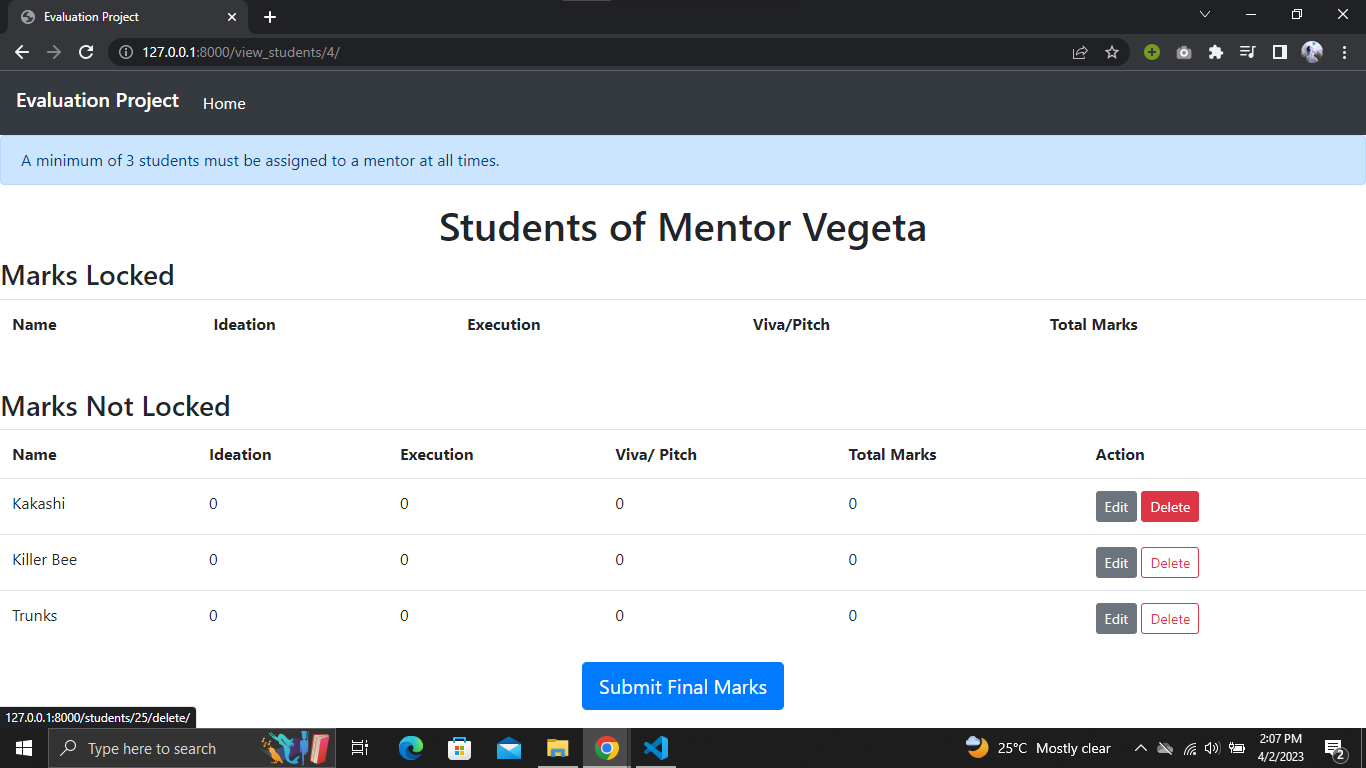 Evaluation Project
127.0.0.1:8000/view_students/4/
Evaluation Project Home
A minimum of 3 students must be assigned to a mentor at all times.
Students of Mentor Vegeta
Marks Locked
Name Ideation Execution Viva/Pitch Total Marks
Marks Not Locked
Name Ideation Execution Viva/ Pitch Total Marks Action
Kakashi 0 0 0 0 Edit Delete
Killer Bee 0 0 0 0 Edit Delete
Trunks 0 0 0 0 Edit Delete
Submit Final Marks
127.0.0.1:8000/students/25/delete/
Type here to search 25°C Mostly clear 2:07 PM
4/2/2023 2